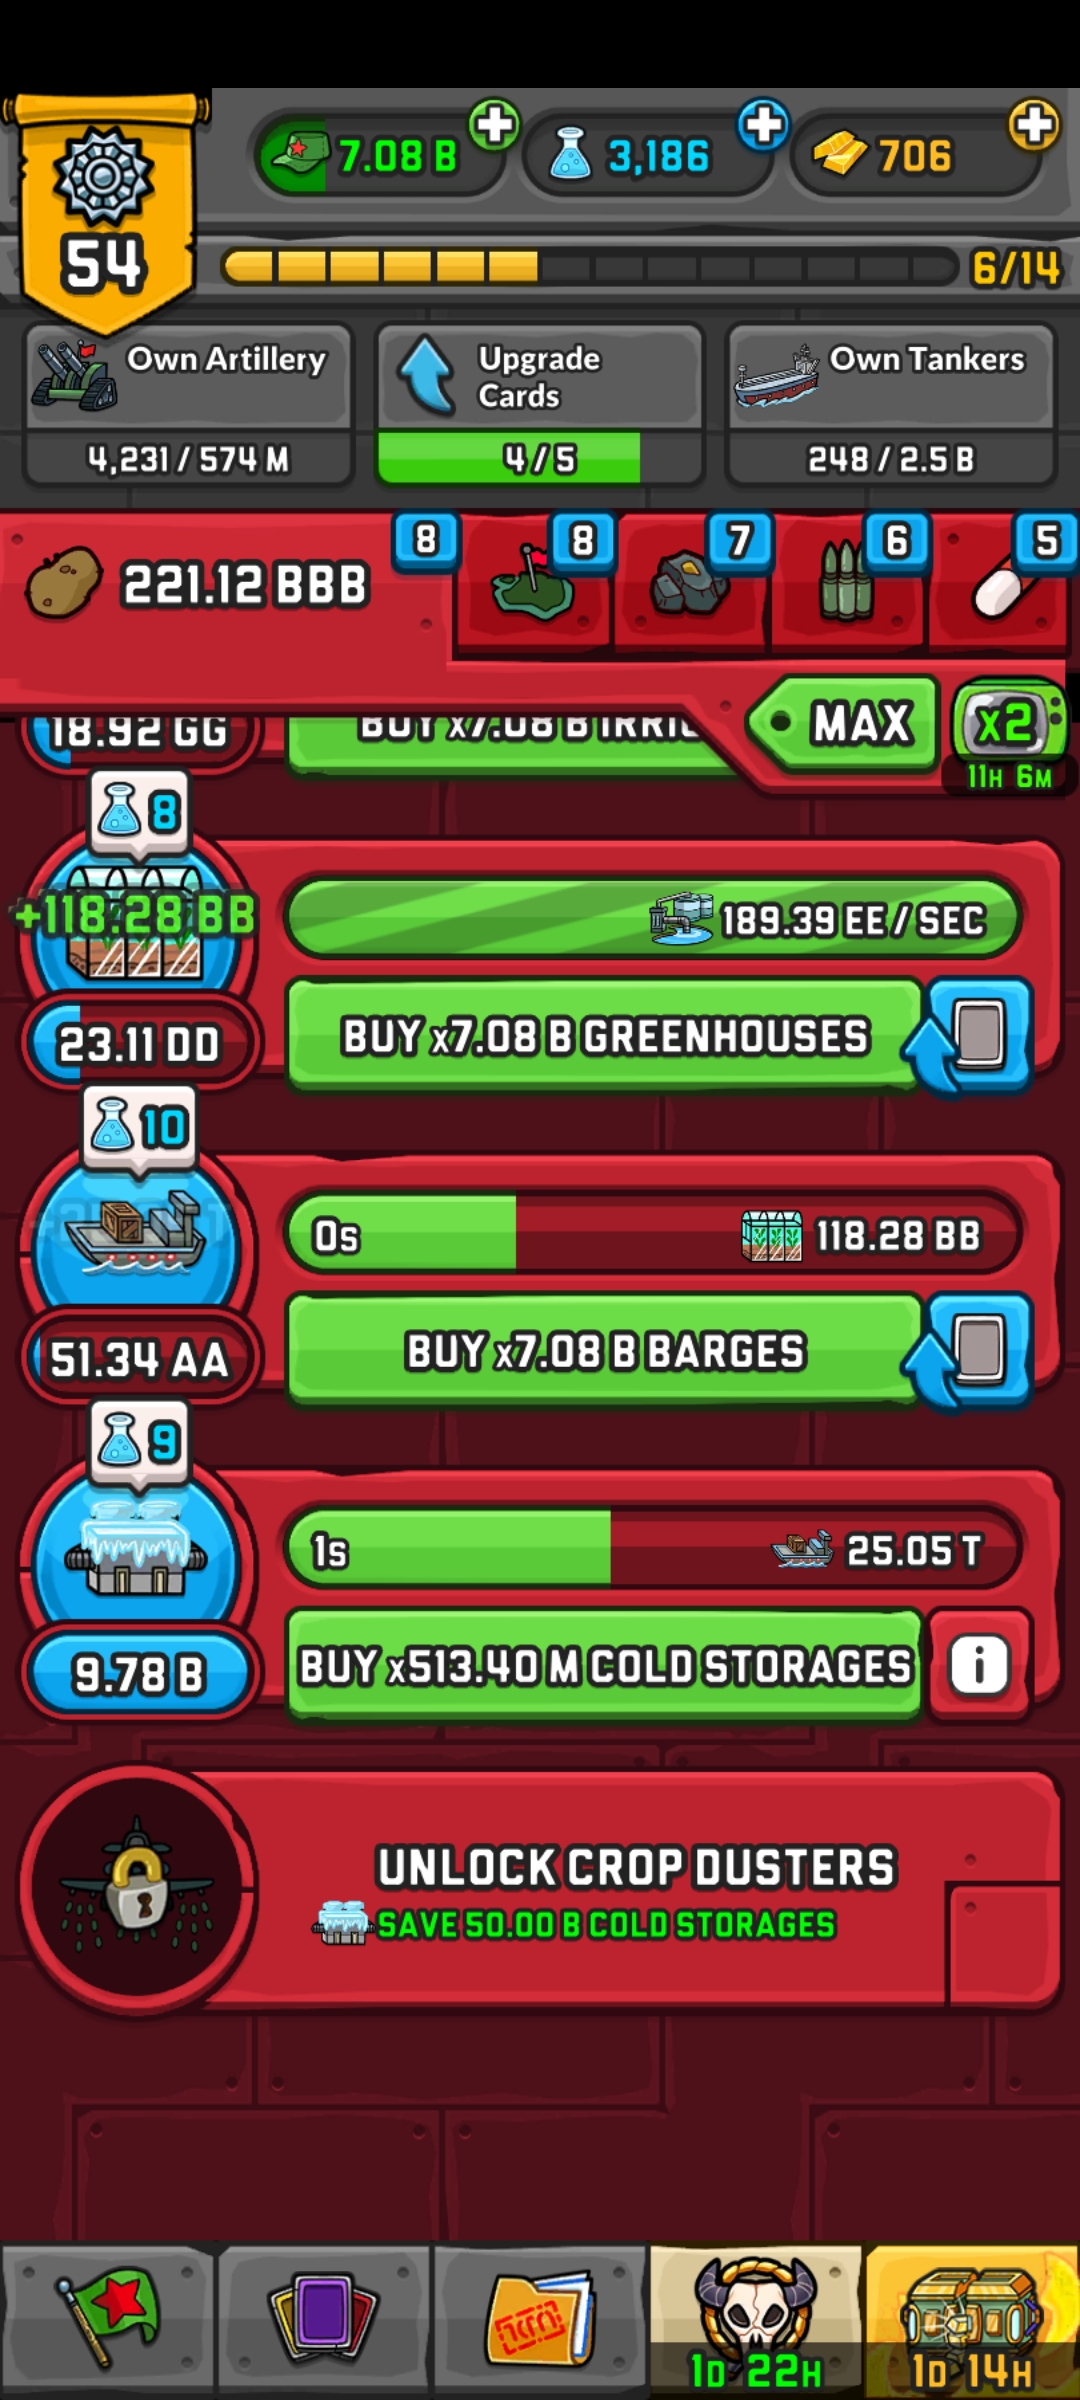 7.08 B
3,186
706
54
6/14
Own Artillery
4,231 / 574 M
Upgrade
Cards
4 / 5
Own Tankers
248 / 2.5 B
221.12 BBB
8
8
7
6
5
MAX
x2
11H 6M
18.92 GG
BUY x7.08 B IRRIG
8
+118.28 BB
189.39 EE / SEC
23.11 DD
BUY x7.08 B GREENHOUSES
10
0s
118.28 BB
51.34 AA
BUY x7.08 B BARGES
9
1s
25.05 T
9.78 B
BUY x513.40 M COLD STORAGES
i
UNLOCK CROP DUSTERS
SAVE 50.00 B COLD STORAGES
1D 22H
1D 14H